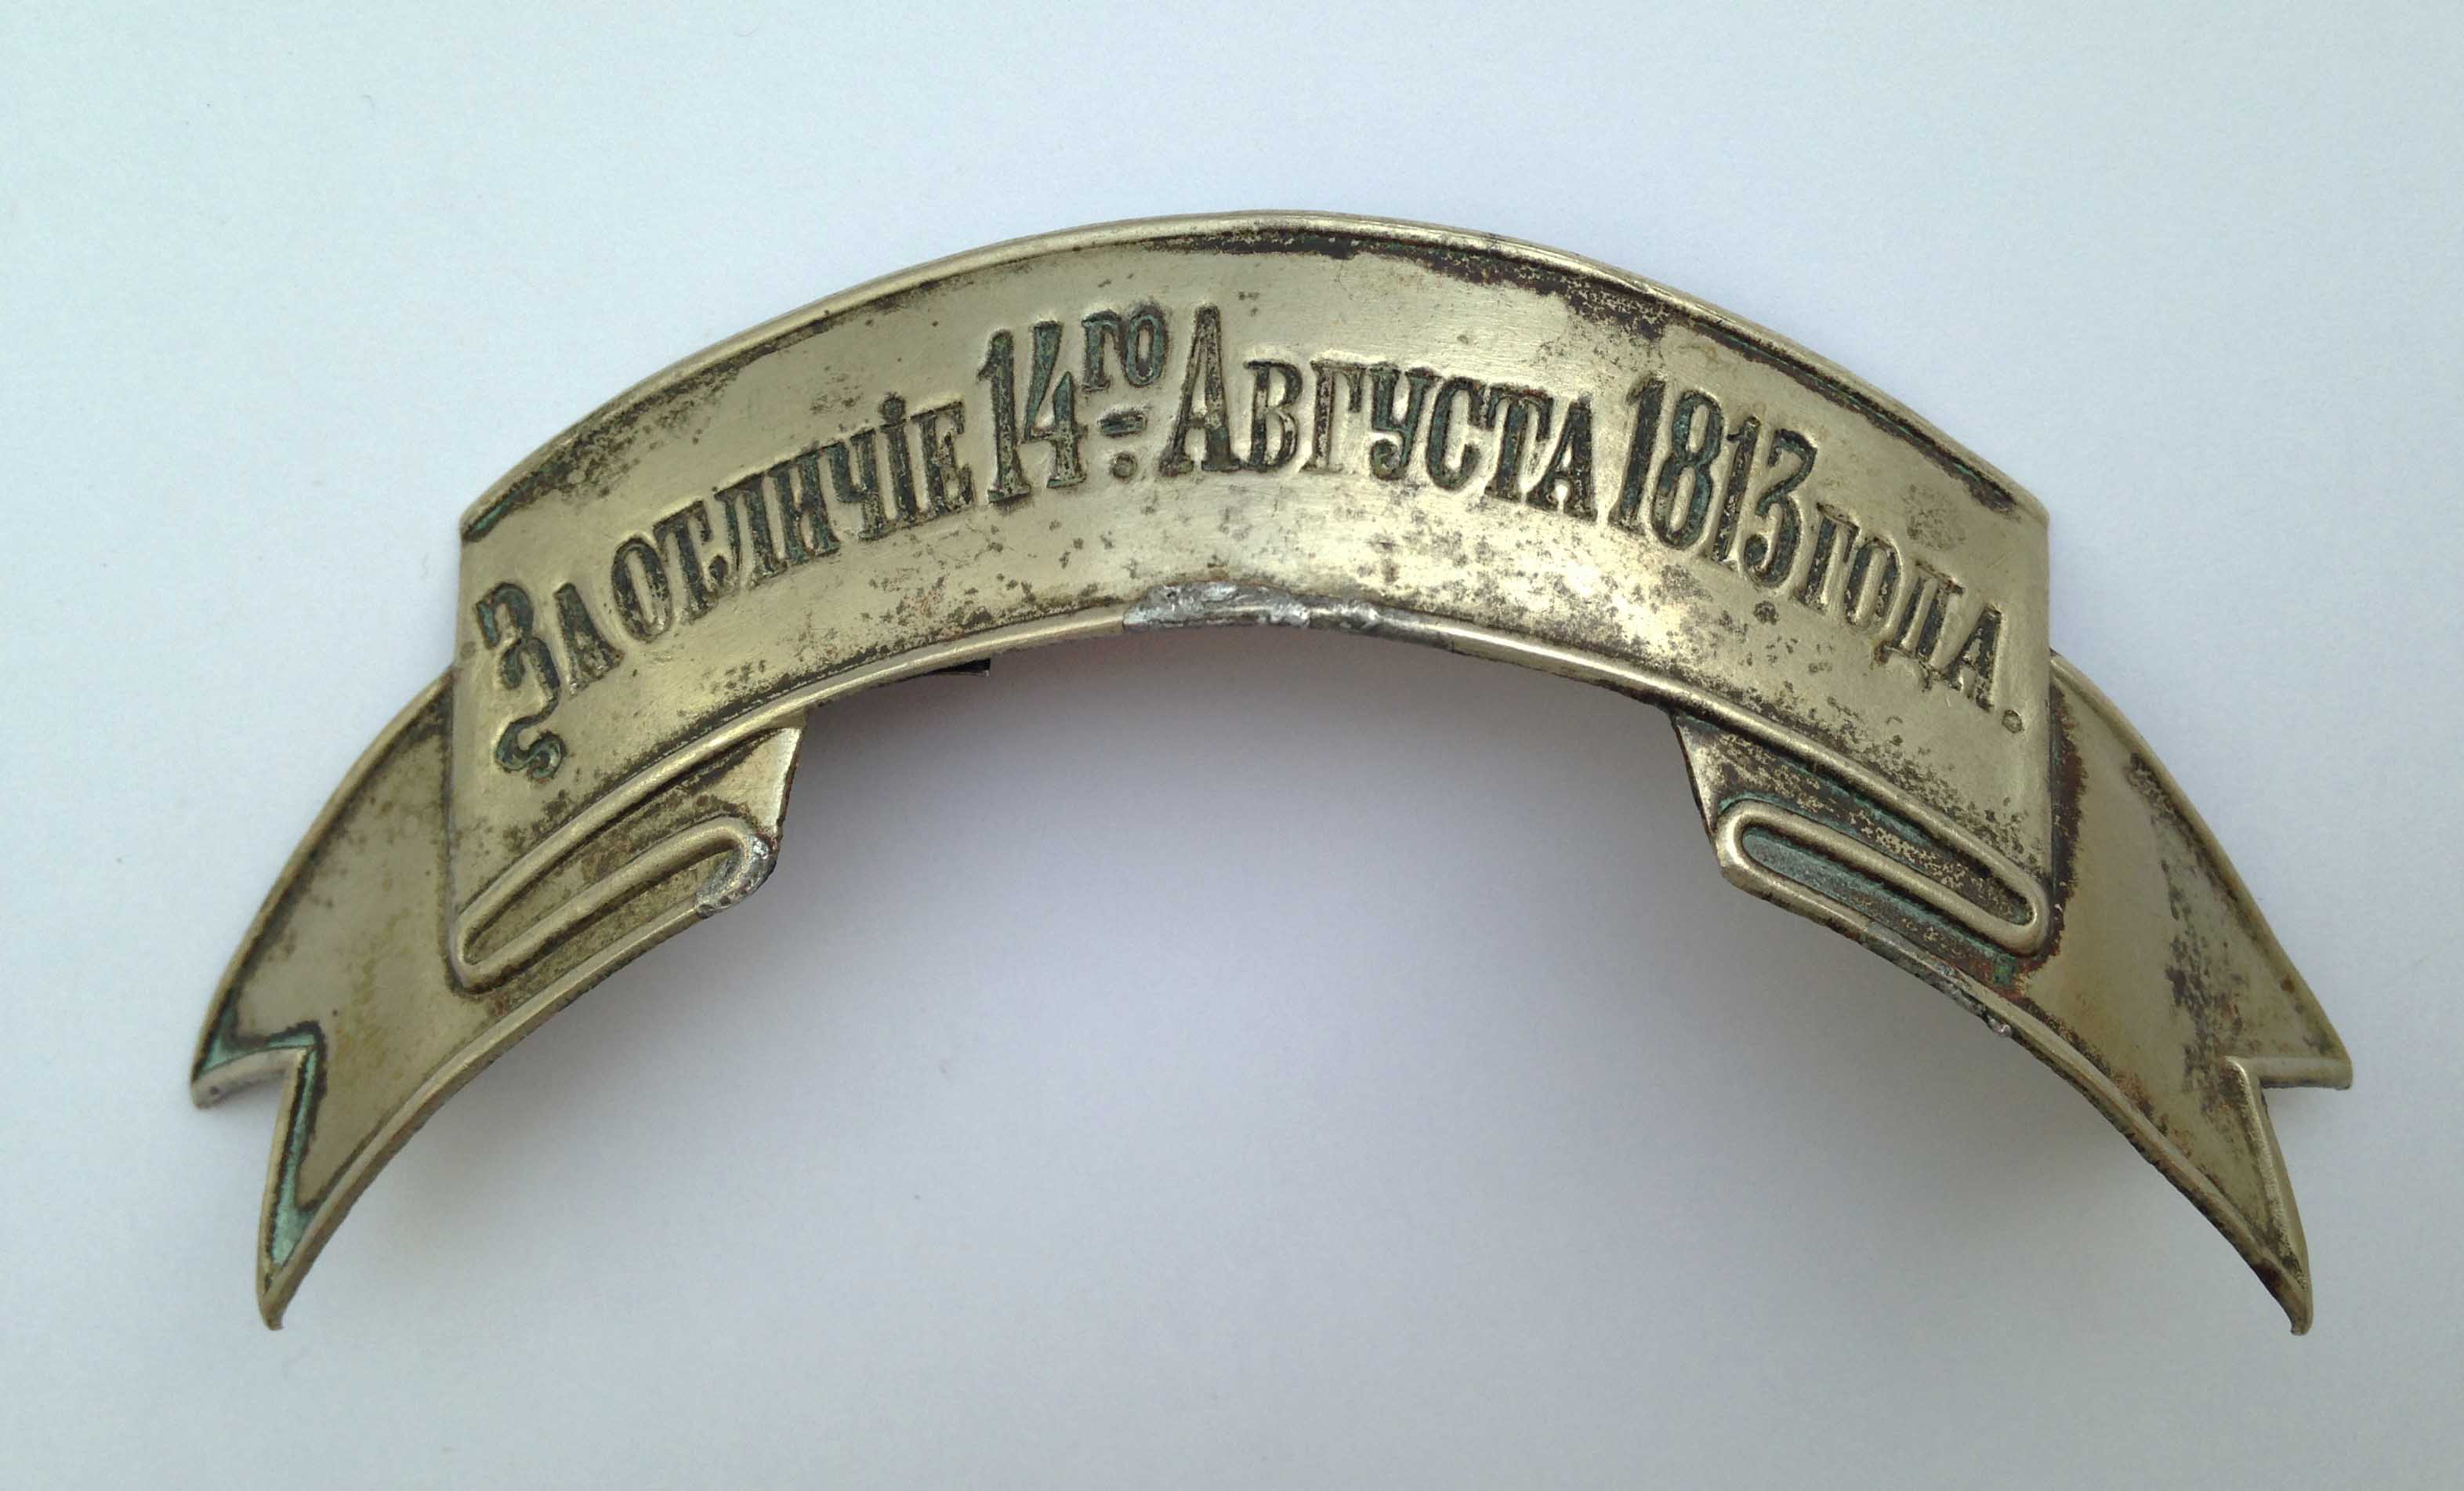 За отличіе 14го Августа 1813 года.